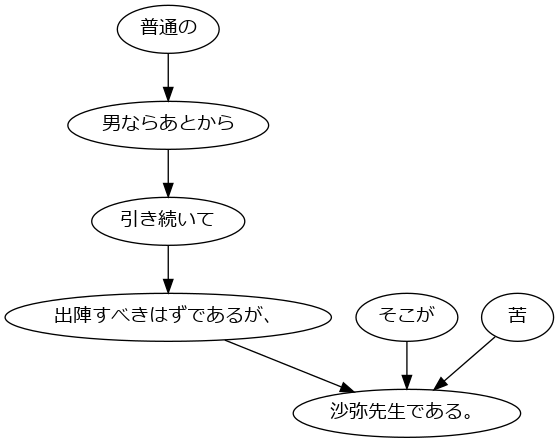 普通の
男ならあとから
引き続いて
出陣すべきはずであるが、
そこが
苦
沙弥先生である。